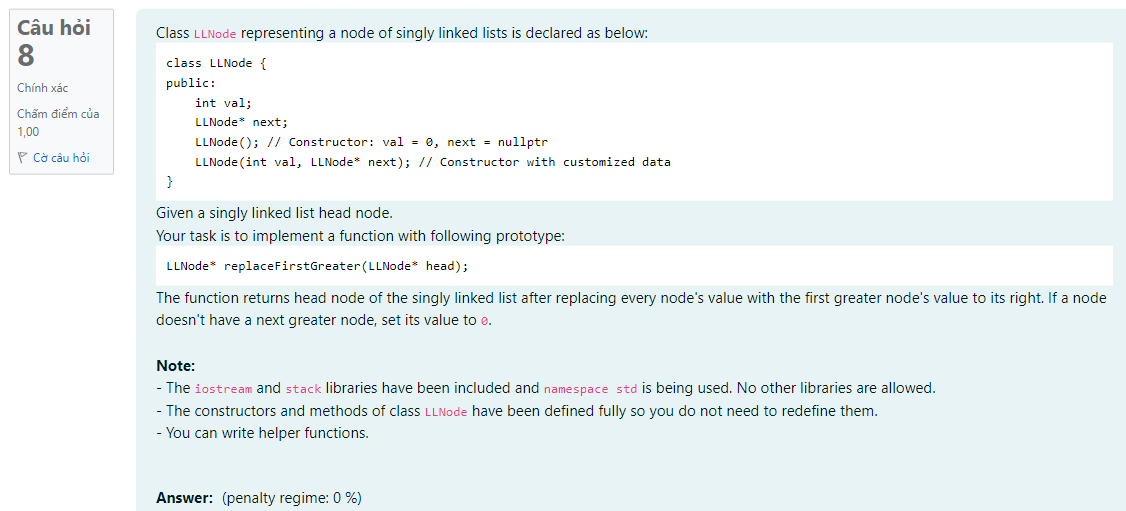 Câu hỏi
8
Chính xác
Chấm điểm của
1,00
Cờ câu hỏi
Class LLNode representing a node of singly linked lists is declared as below:
class LLNode {
public:
    int val;
    LLNode* next;
    LLNode(); // Constructor: val = 0, next = nullptr
    LLNode(int val, LLNode* next); // Constructor with customized data
}
Given a singly linked list head node.
Your task is to implement a function with following prototype:
LLNode* replaceFirstGreater(LLNode* head);
The function returns head node of the singly linked list after replacing every node's value with the first greater node's value to its right. If a node
doesn't have a next greater node, set its value to 0.
Note:
- The iostream and stack libraries have been included and namespace std is being used. No other libraries are allowed.
- The constructors and methods of class LLNode have been defined fully so you do not need to redefine them.
- You can write helper functions.
Answer: (penalty regime: 0 %)